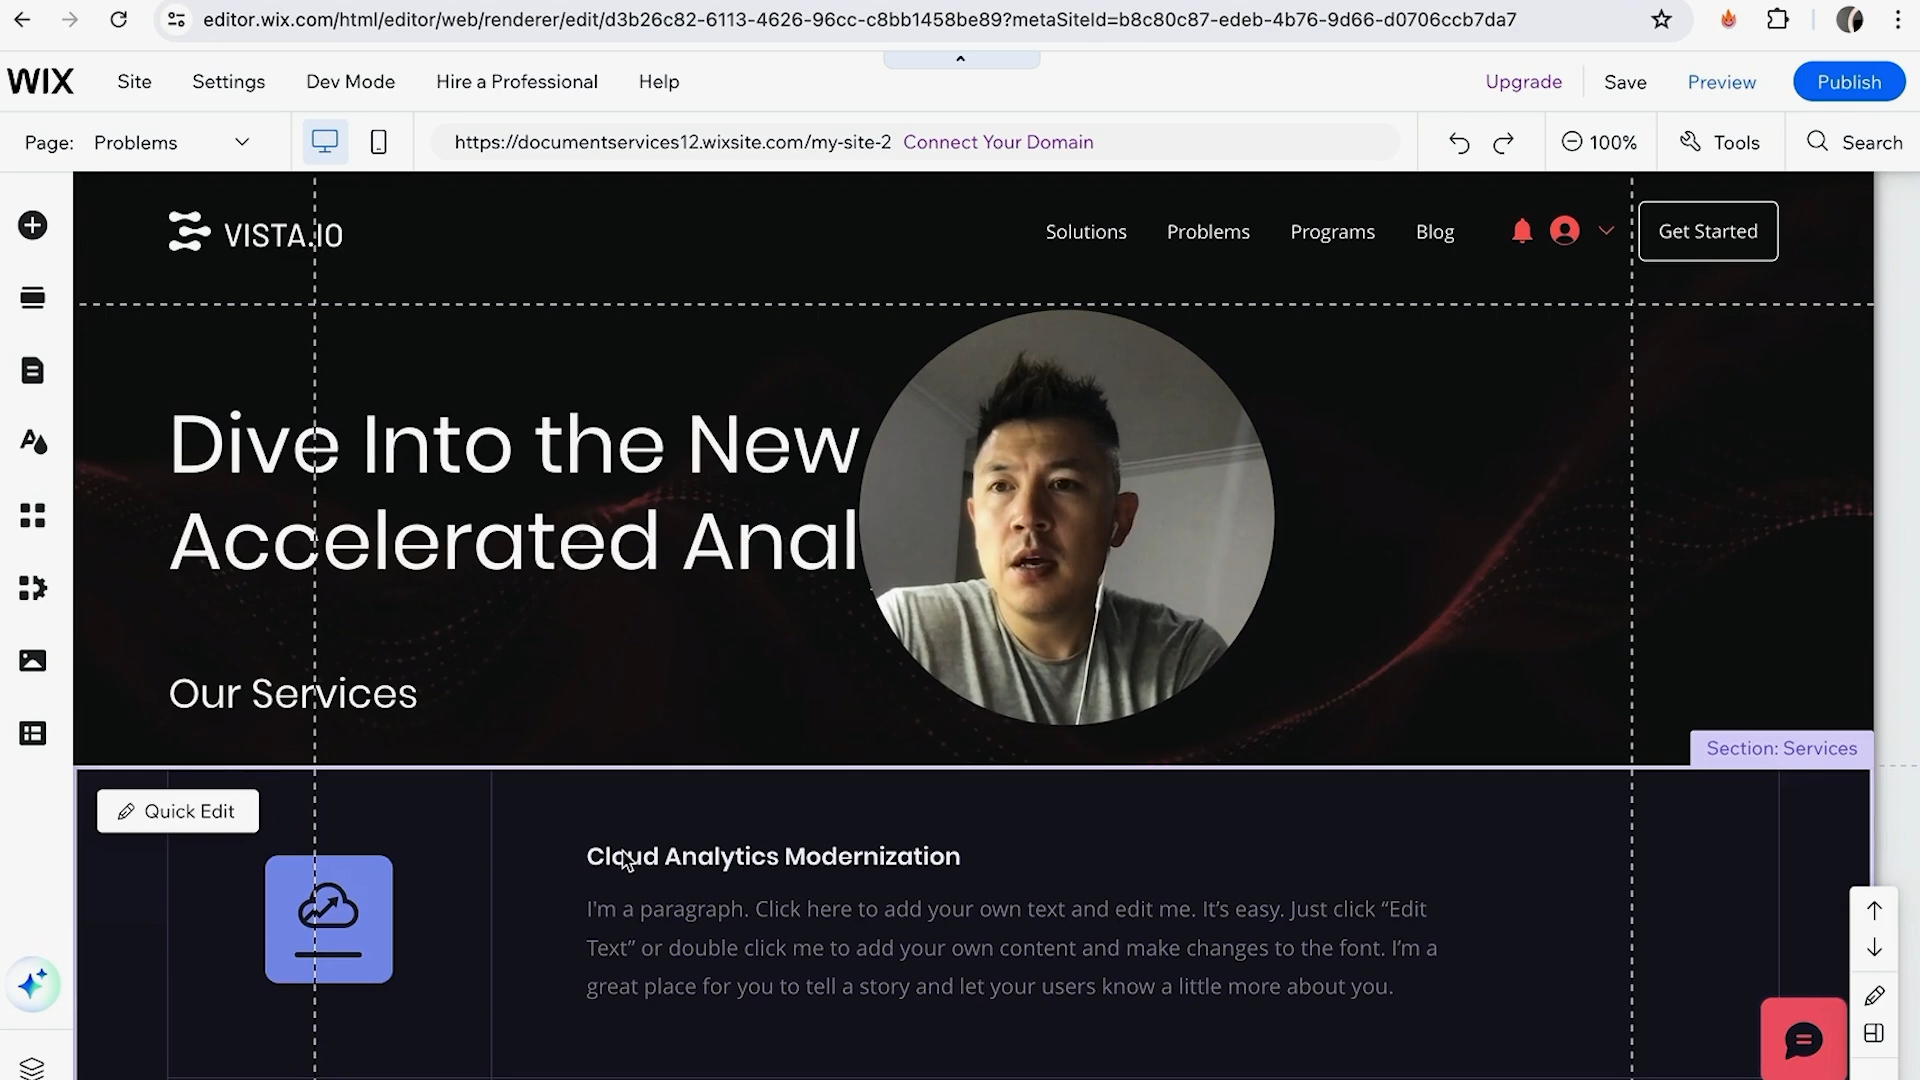 editor.wix.com/html/editor/web/renderer/edit/d3b26c82-6113-4626-96cc-c8bb1458be89?metaSiteId=b8c80c87-edeb-4b76-9d66-d0706ccb7da7
WIX Site Settings Dev Mode Hire a Professional Help Upgrade Save Preview Publish
Page: Problems https://documentservices12.wixsite.com/my-site-2 Connect Your Domain 100% Tools Search
VISTA.IO Solutions Problems Programs Blog Get Started
Dive Into the New
Accelerated Anal
Our Services
Section: Services
Quick Edit
Cloud Analytics Modernization
I'm a paragraph. Click here to add your own text and edit me. It’s easy. Just click “Edit
Text” or double click me to add your own content and make changes to the font. I’m a
great place for you to tell a story and let your users know a little more about you.